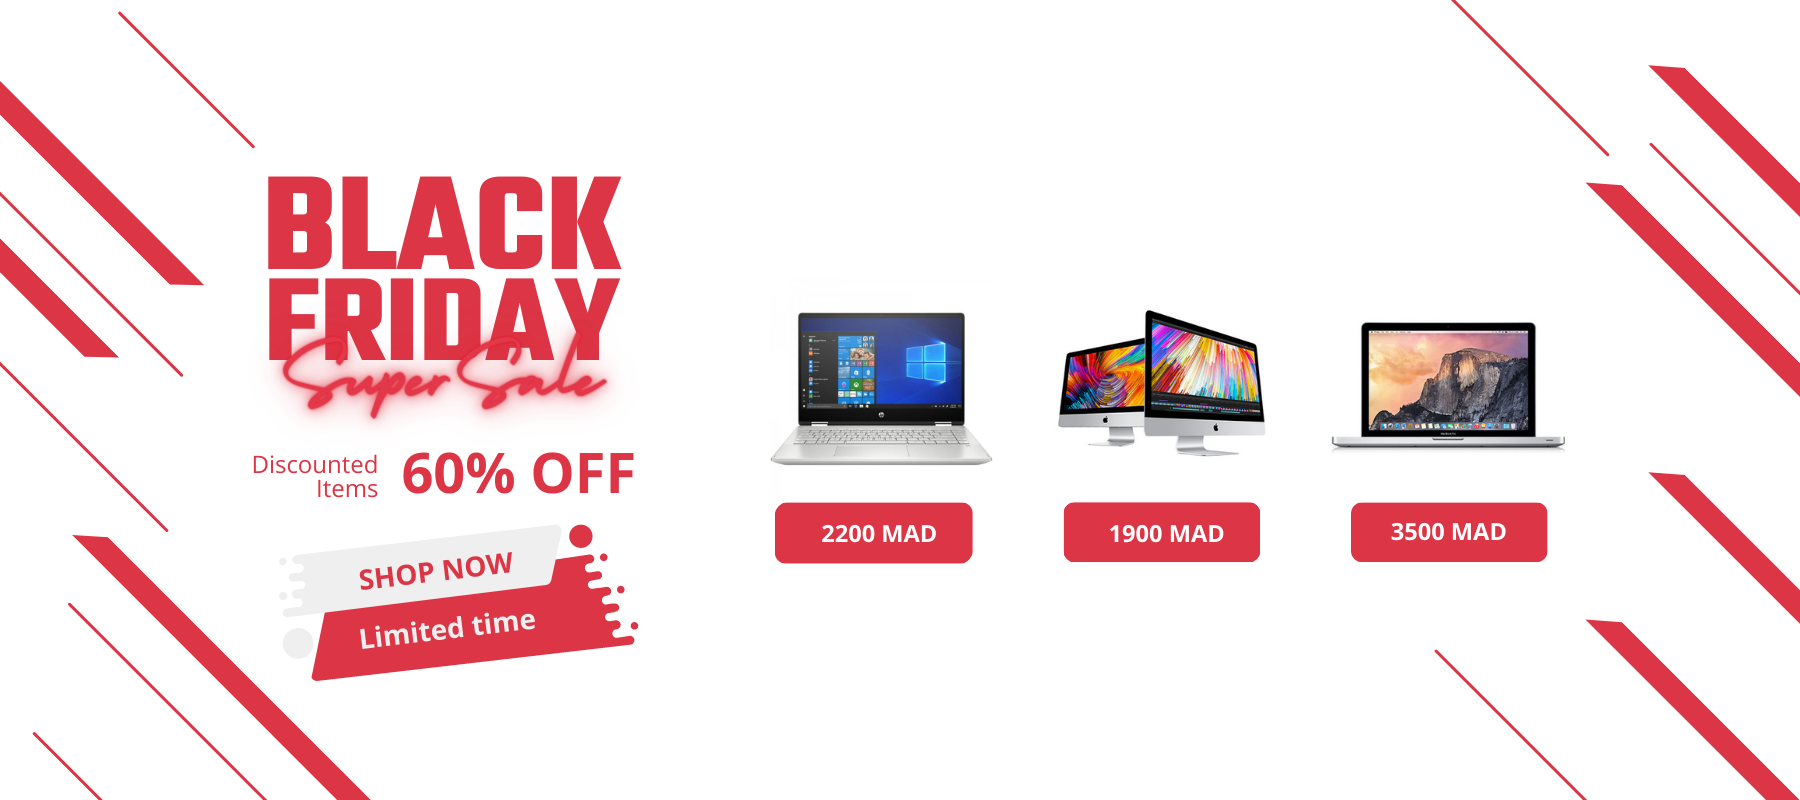 BLACK
FRIDAY
Super Sale
Discounted
Items
60% OFF
SHOP NOW
Limited time
2200 MAD
1900 MAD
3500 MAD